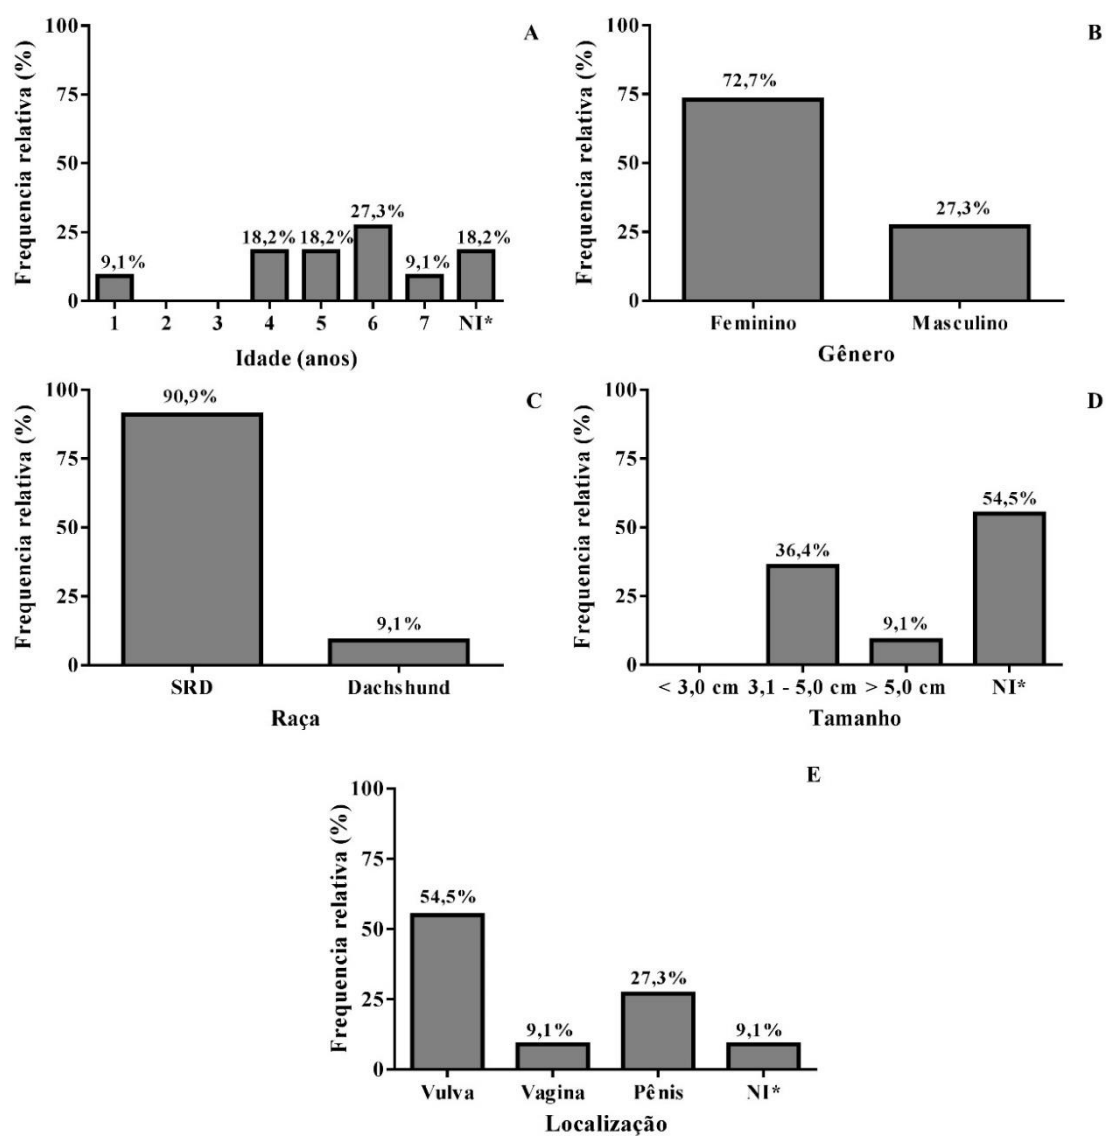 A
Frequencia relativa (%)
100
75
50
25
0
9,1%
18,2%
18,2%
27,3%
9,1%
18,2%
1 2 3 4 5 6 7 NI*
Idade (anos)
B
Frequencia relativa (%)
100
75
50
25
0
72,7%
27,3%
Feminino Masculino
Gênero
C
Frequencia relativa (%)
100
75
50
25
0
90,9%
9,1%
SRD Dachshund
Raça
D
Frequencia relativa (%)
100
75
50
25
0
36,4%
9,1%
54,5%
< 3,0 cm 3,1 - 5,0 cm > 5,0 cm NI*
Tamanho
E
Frequencia relativa (%)
100
75
50
25
0
54,5%
9,1%
27,3%
9,1%
Vulva Vagina Pênis NI*
Localização